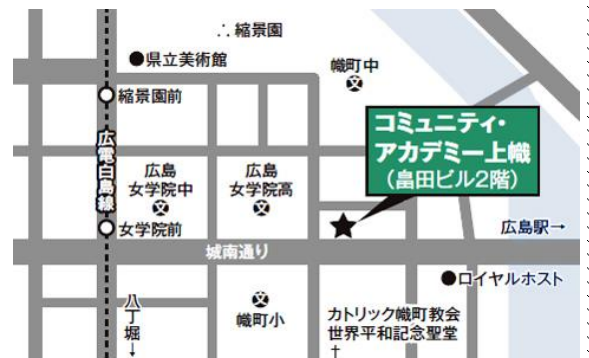 ∴縮景園
●県立美術館
幟町中
文
縮景園前
コミュニティ・
アカデミー上幟
(畠田ビル2階)
広電白島線
広島
女学院中
文
広島
女学院高
文
女学院前
広島駅→
城南通り
●ロイヤルホスト
八丁堀↓
文
幟町小
カトリック幟町教会
世界平和記念聖堂
†